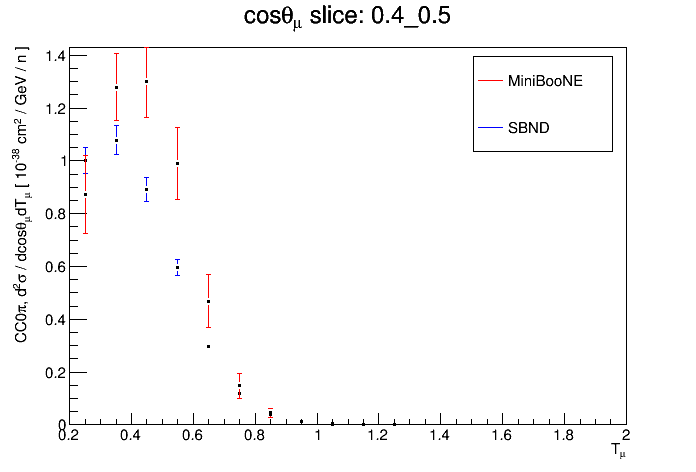 cosθμ slice: 0.4_0.5
CC0π, d²σ / dcosθμdTμ [ 10⁻³⁸ cm² / GeV / n ]
1.4
1.2
1
0.8
0.6
0.4
0.2
0
MiniBooNE
SBND
0.2 0.4 0.6 0.8 1 1.2 1.4 1.6 1.8 2
Tμ